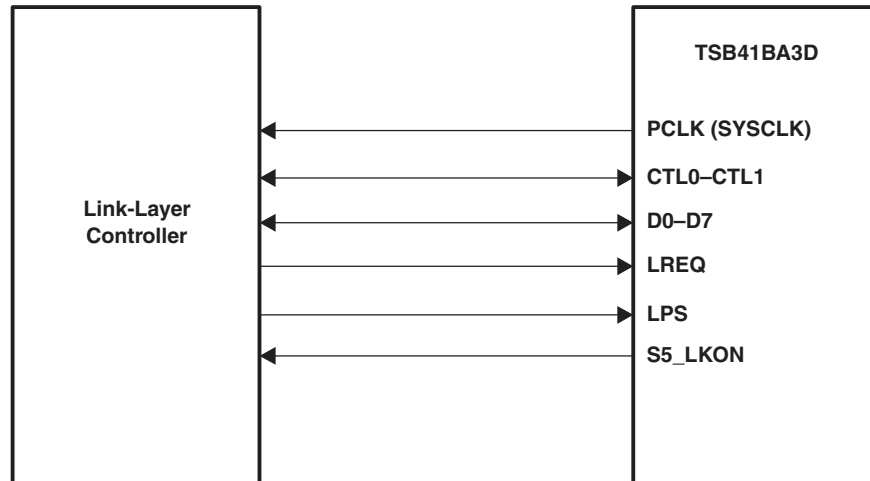 TSB41BA3D
PCLK (SYSCLK)
CTL0–CTL1
Link-Layer
Controller
D0–D7
LREQ
LPS
S5_LKON